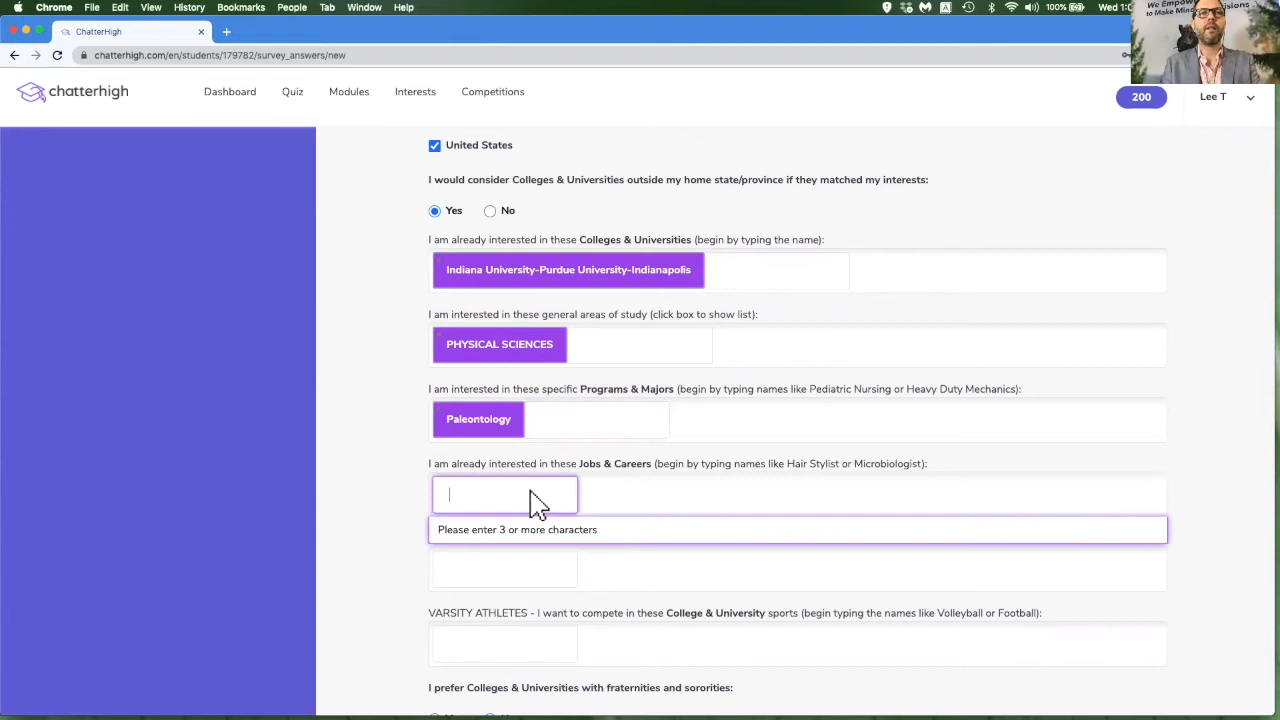 Chrome File Edit View History Bookmarks People Tab Window Help
100% Wed 1:0
We Empower
to Make Min
isions
ChatterHigh
chatterhigh.com/en/students/179782/survey_answers/new
chatterhigh
Dashboard Quiz Modules Interests Competitions
200
Lee T
United States
I would consider Colleges & Universities outside my home state/province if they matched my interests:
Yes No
I am already interested in these Colleges & Universities (begin by typing the name):
Indiana University-Purdue University-Indianapolis
I am interested in these general areas of study (click box to show list):
PHYSICAL SCIENCES
I am interested in these specific Programs & Majors (begin by typing names like Pediatric Nursing or Heavy Duty Mechanics):
Paleontology
I am already interested in these Jobs & Careers (begin by typing names like Hair Stylist or Microbiologist):
Please enter 3 or more characters
VARSITY ATHLETES - I want to compete in these College & University sports (begin typing the names like Volleyball or Football):
I prefer Colleges & Universities with fraternities and sororities: